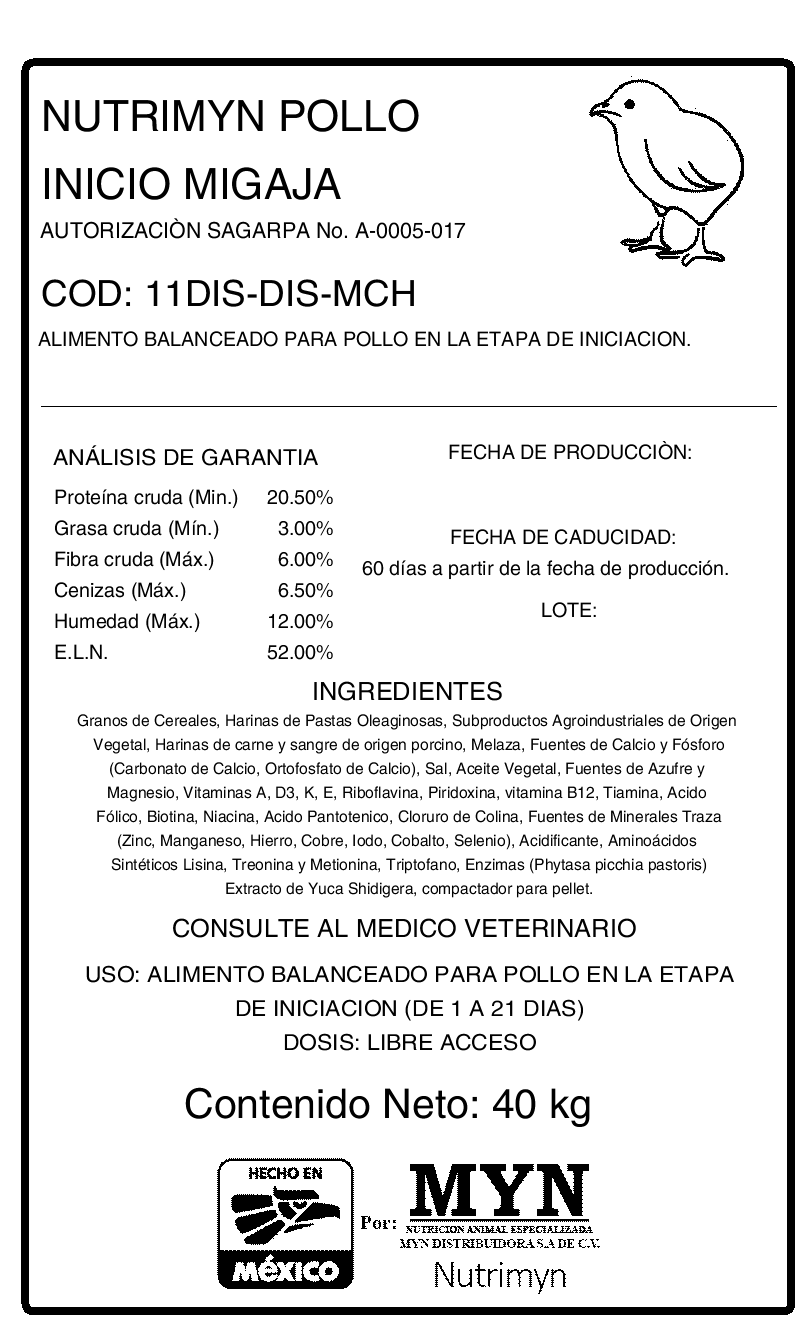 NUTRIMYN POLLO
INICIO MIGAJA
AUTORIZACIÒN SAGARPA No. A-0005-017
COD: 11DIS-DIS-MCH
ALIMENTO BALANCEADO PARA POLLO EN LA ETAPA DE INICIACION.
ANÁLISIS DE GARANTIA
Proteína cruda (Min.) 20.50%
Grasa cruda (Mín.) 3.00%
Fibra cruda (Máx.) 6.00%
Cenizas (Máx.) 6.50%
Humedad (Máx.) 12.00%
E.L.N. 52.00%
FECHA DE PRODUCCIÒN:
FECHA DE CADUCIDAD:
60 días a partir de la fecha de producción.
LOTE:
INGREDIENTES
Granos de Cereales, Harinas de Pastas Oleaginosas, Subproductos Agroindustriales de Origen
Vegetal, Harinas de carne y sangre de origen porcino, Melaza, Fuentes de Calcio y Fósforo
(Carbonato de Calcio, Ortofosfato de Calcio), Sal, Aceite Vegetal, Fuentes de Azufre y
Magnesio, Vitaminas A, D3, K, E, Riboflavina, Piridoxina, vitamina B12, Tiamina, Acido
Fólico, Biotina, Niacina, Acido Pantotenico, Cloruro de Colina, Fuentes de Minerales Traza
(Zinc, Manganeso, Hierro, Cobre, Iodo, Cobalto, Selenio), Acidificante, Aminoácidos
Sintéticos Lisina, Treonina y Metionina, Triptofano, Enzimas (Phytasa picchia pastoris)
Extracto de Yuca Shidigera, compactador para pellet.
CONSULTE AL MEDICO VETERINARIO
USO: ALIMENTO BALANCEADO PARA POLLO EN LA ETAPA
DE INICIACION (DE 1 A 21 DIAS)
DOSIS: LIBRE ACCESO
Contenido Neto: 40 kg
HECHO EN
MéXICO
Por:
MYN
NUTRICION ANIMAL ESPECIALIZADA
MYN DISTRIBUIDORA S.A DE C.V.
Nutrimyn